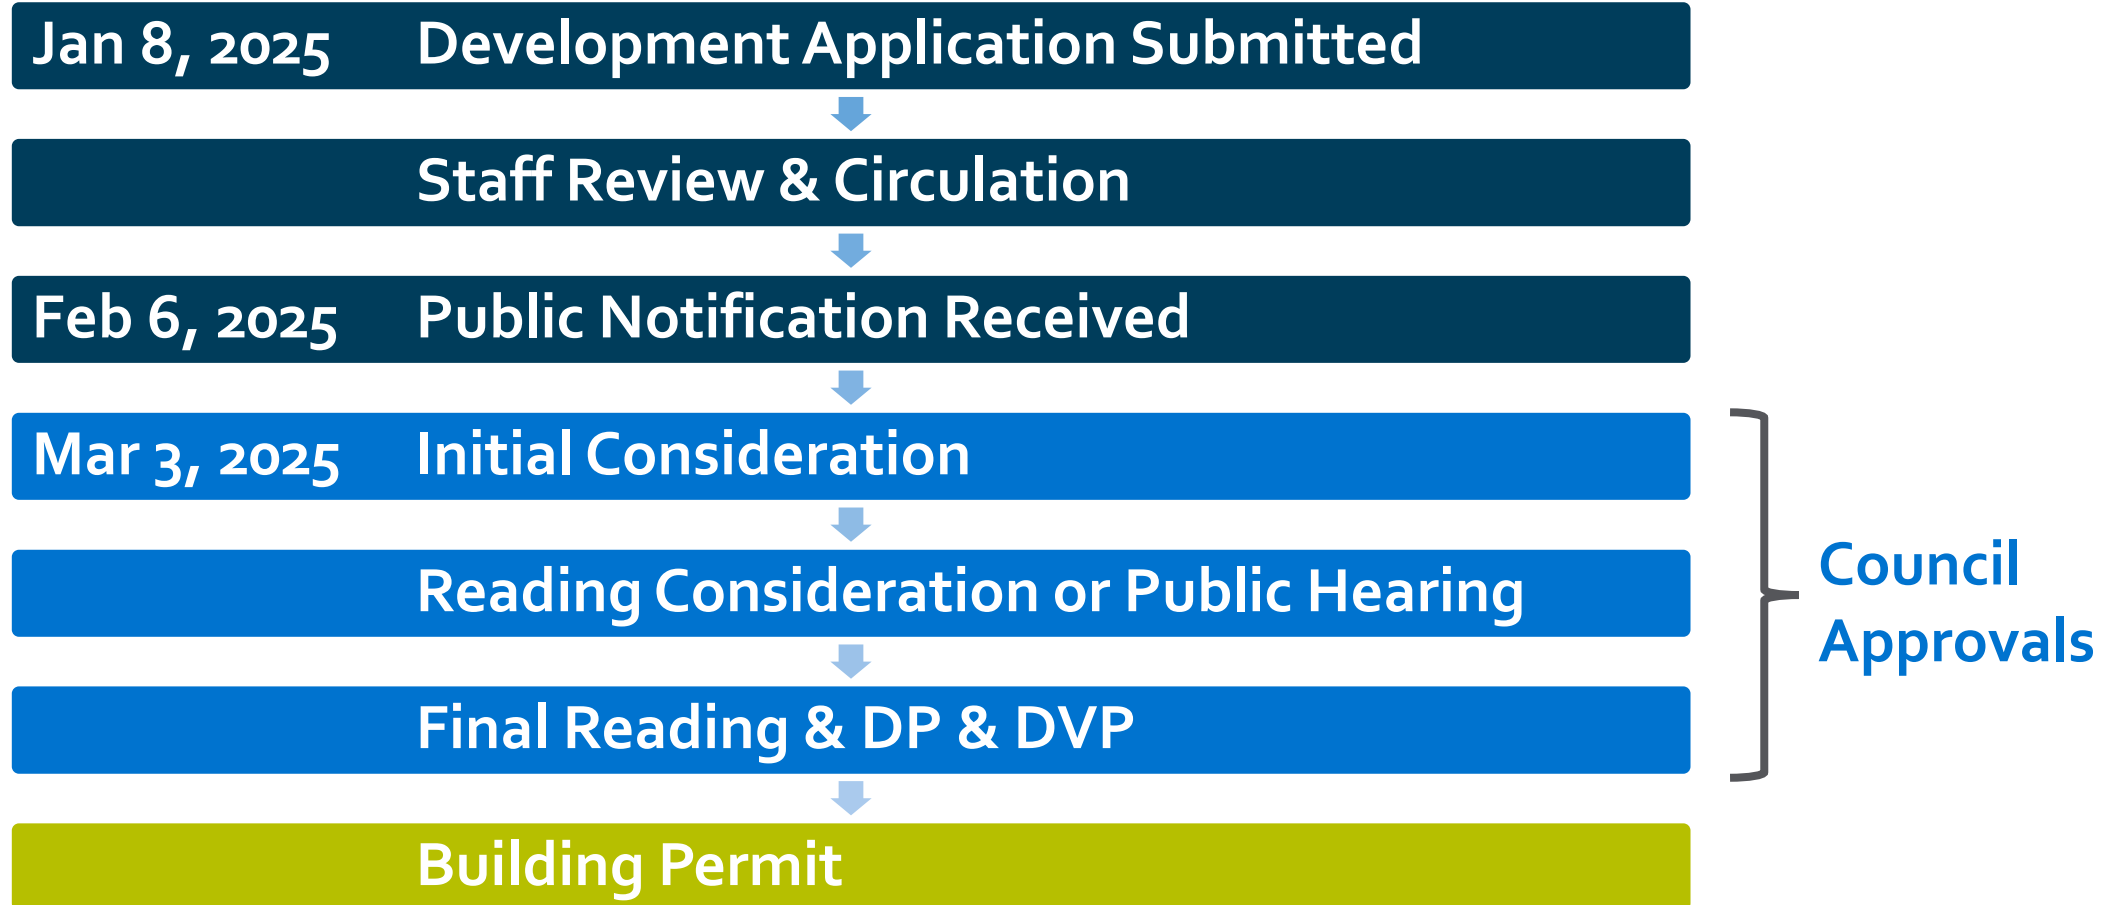 Jan 8, 2025 Development Application Submitted
Staff Review & Circulation
Feb 6, 2025 Public Notification Received
Mar 3, 2025 Initial Consideration
Reading Consideration or Public Hearing
Final Reading & DP & DVP
Building Permit
Council
Approvals